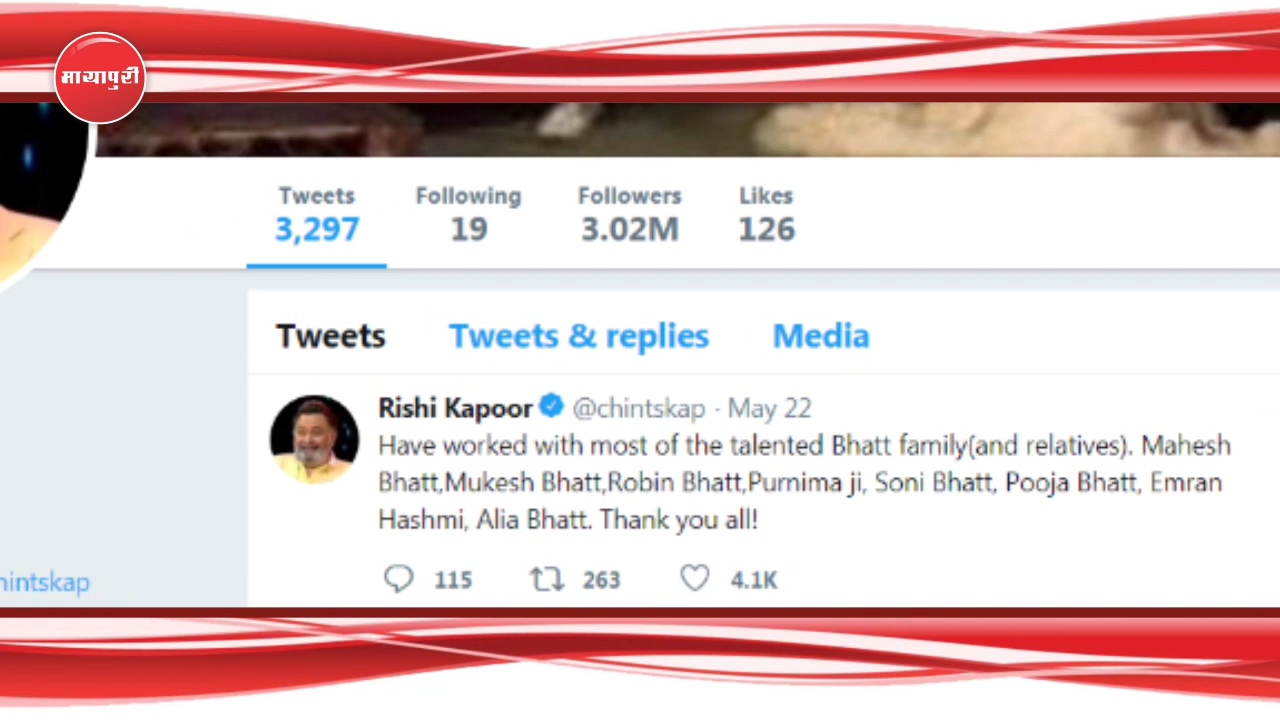 मायापुरी
Tweets Following Followers Likes
3,297 19 3.02M 126
Tweets Tweets & replies Media
Rishi Kapoor @chintskap · May 22
Have worked with most of the talented Bhatt family(and relatives). Mahesh
Bhatt,Mukesh Bhatt,Robin Bhatt,Purnima ji, Soni Bhatt, Pooja Bhatt, Emran
Hashmi, Alia Bhatt. Thank you all!
115 263 4.1K
hintskap